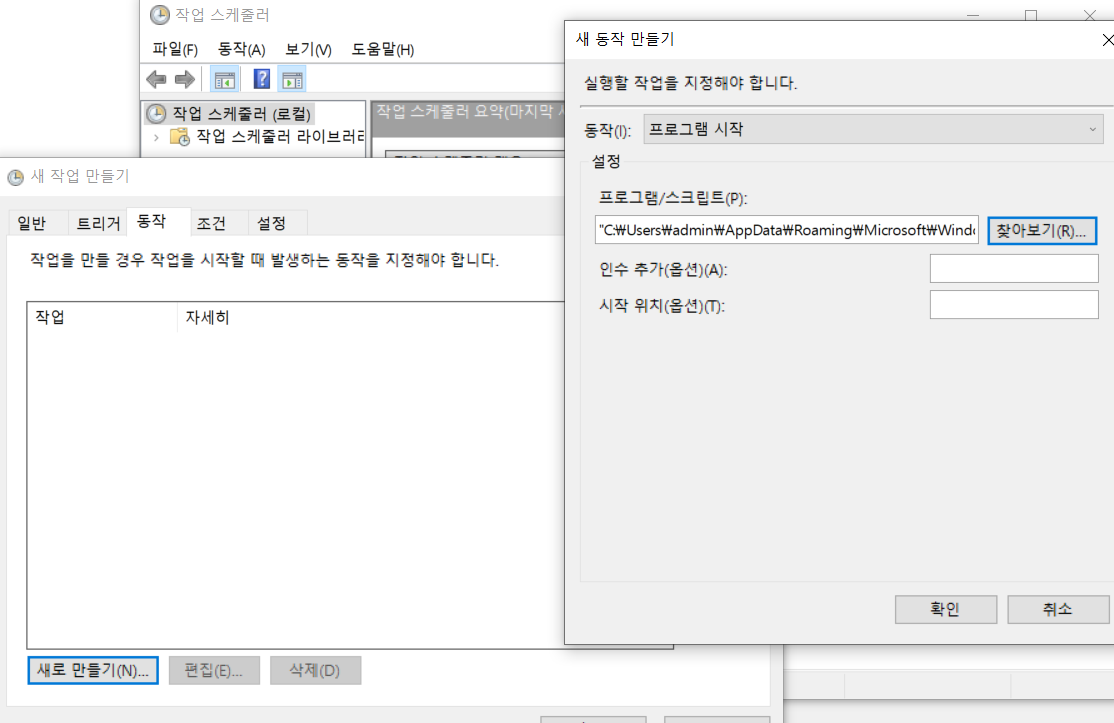 작업 스케줄러
파일(F) 동작(A) 보기(V) 도움말(H)
작업 스케줄러 (로컬)
작업 스케줄러 라이브러리
작업 스케줄러 요약(마지막
새 작업 만들기
일반 트리거 동작 조건 설정
작업을 만들 경우 작업을 시작할 때 발생하는 동작을 지정해야 합니다.
작업 자세히
새로 만들기(N)... 편집(E)... 삭제(D)
새 동작 만들기
실행할 작업을 지정해야 합니다.
동작(I): 프로그램 시작
설정
프로그램/스크립트(P):
"C:₩Users₩admin₩AppData₩Roaming₩Microsoft₩Windo 찾아보기(R)...
인수 추가(옵션)(A):
시작 위치(옵션)(T):
확인 취소